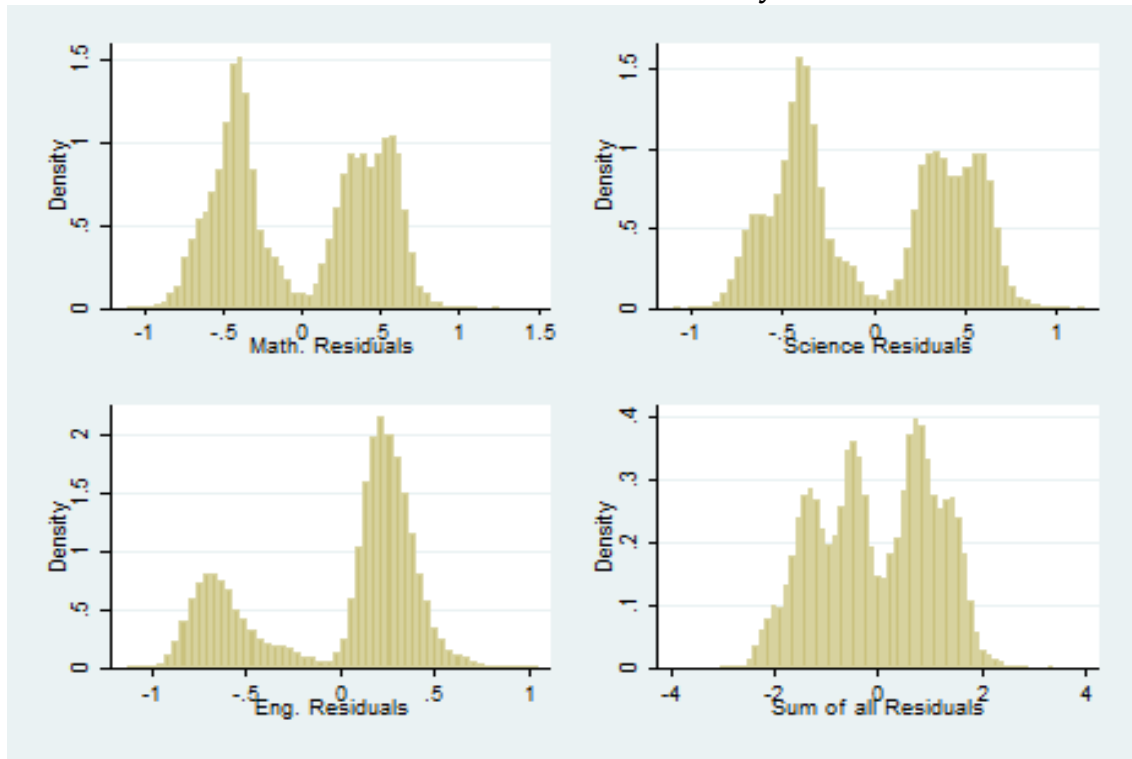 Density
0 .5 1 1.5
-1 -.5 0 .5 1 1.5
Math. Residuals
Density
0 .5 1 1.5
-1 -.5 0 .5 1
Science Residuals
Density
0 .5 1 1.5 2
-1 -.5 0 .5 1
Eng. Residuals
Density
0 .1 .2 .3 .4
-4 -2 0 2 4
Sum of all Residuals